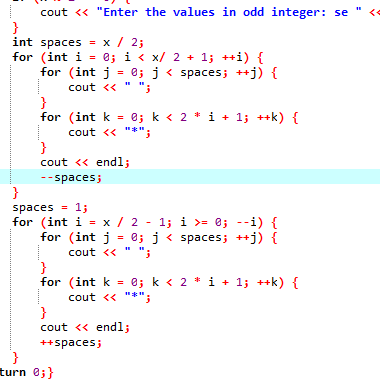 cout << "Enter the values in odd integer: se " <<
}
int spaces = x / 2;
for (int i = 0; i < x/ 2 + 1; ++i) {
for (int j = 0; j < spaces; ++j) {
cout << " ";
}
for (int k = 0; k < 2 * i + 1; ++k) {
cout << "*";
}
cout << endl;
--spaces;
}
spaces = 1;
for (int i = x / 2 - 1; i >= 0; --i) {
for (int j = 0; j < spaces; ++j) {
cout << " ";
}
for (int k = 0; k < 2 * i + 1; ++k) {
cout << "*";
}
cout << endl;
++spaces;
}
turn 0;}